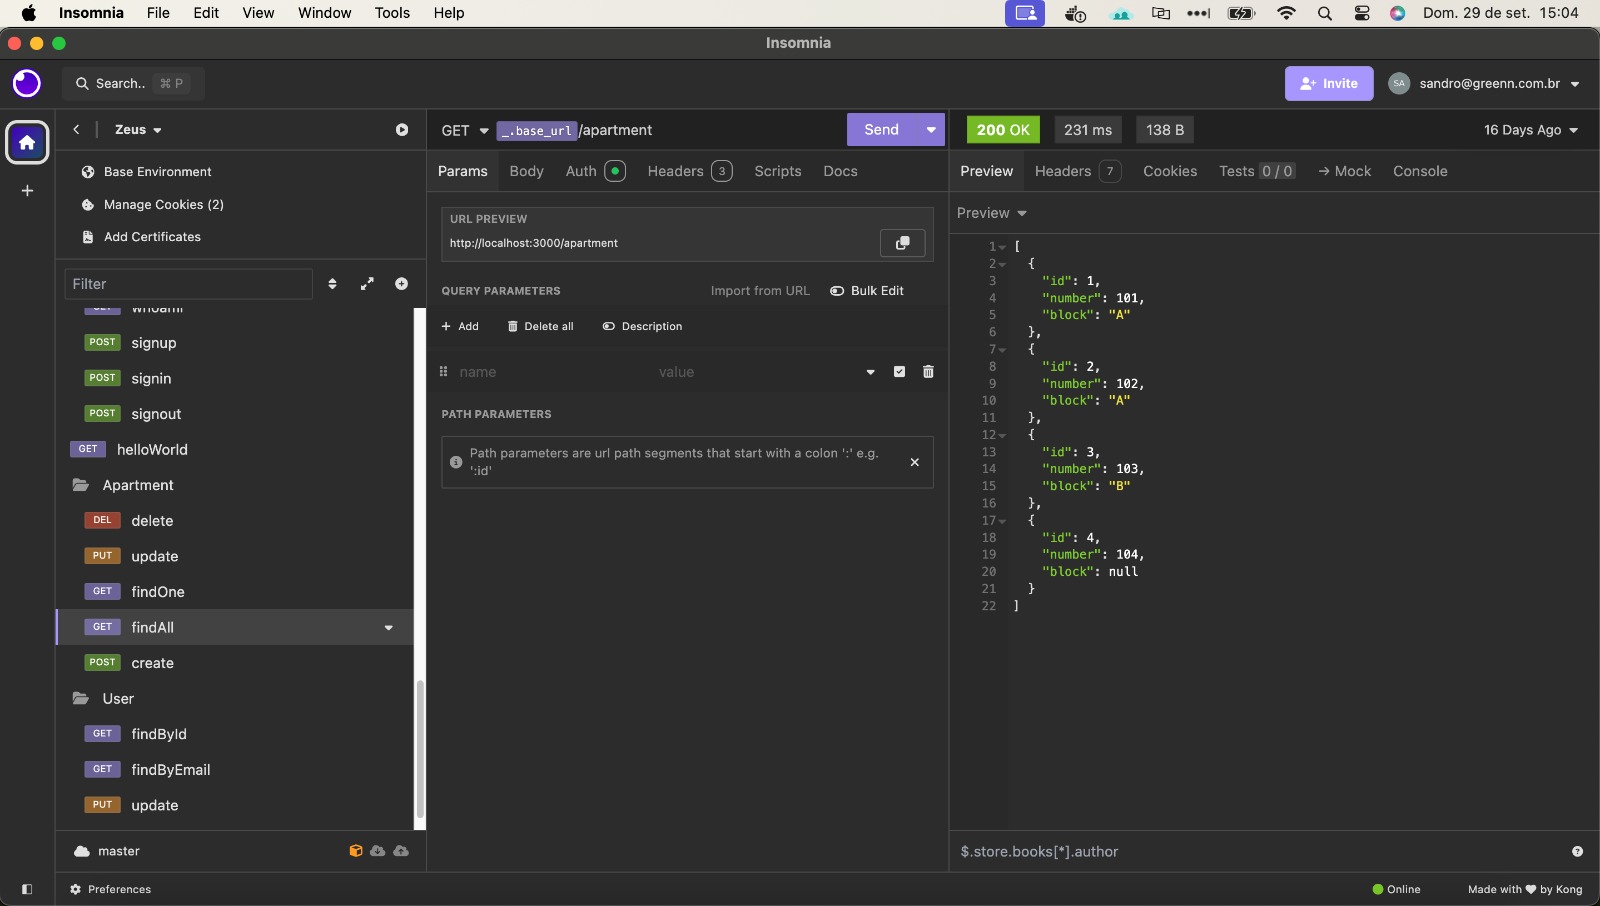 Insomnia File Edit View Window Tools Help Dom. 29 de set. 15:04
Insomnia
Search.. ⌘ P
Invite SA sandro@greenn.com.br
Zeus
Base Environment
Manage Cookies (2)
Add Certificates
Filter
whoami
POST signup
POST signin
POST signout
GET helloWorld
Apartment
DEL delete
PUT update
GET findOne
GET findAll
POST create
User
GET findById
GET findByEmail
PUT update
master
Preferences
GET _.base_url/apartment Send
Params Body Auth Headers 3 Scripts Docs
URL PREVIEW
http://localhost:3000/apartment
QUERY PARAMETERS Import from URL Bulk Edit
+ Add Delete all Description
name value
PATH PARAMETERS
Path parameters are url path segments that start with a colon ':' e.g.
':id'
200 OK 231 ms 138 B 16 Days Ago
Preview Headers 7 Cookies Tests 0 / 0 → Mock Console
Preview
1 [
2 {
3 "id": 1,
4 "number": 101,
5 "block": "A"
6 },
7 {
8 "id": 2,
9 "number": 102,
10 "block": "A"
11 },
12 {
13 "id": 3,
14 "number": 103,
15 "block": "B"
16 },
17 {
18 "id": 4,
19 "number": 104,
20 "block": null
21 }
22 ]
$.store.books[*].author
Online Made with ♥ by Kong